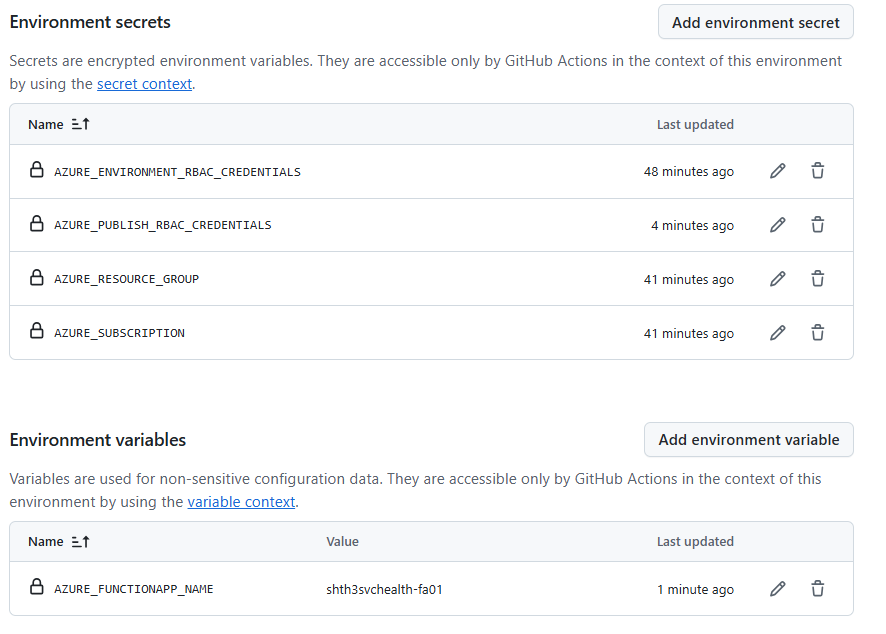 Environment secrets
Add environment secret
Secrets are encrypted environment variables. They are accessible only by GitHub Actions in the context of this environment
by using the secret context.
Name Last updated
AZURE_ENVIRONMENT_RBAC_CREDENTIALS 48 minutes ago
AZURE_PUBLISH_RBAC_CREDENTIALS 4 minutes ago
AZURE_RESOURCE_GROUP 41 minutes ago
AZURE_SUBSCRIPTION 41 minutes ago
Environment variables
Add environment variable
Variables are used for non-sensitive configuration data. They are accessible only by GitHub Actions in the context of this
environment by using the variable context.
Name Value Last updated
AZURE_FUNCTIONAPP_NAME shth3svchealth-fa01 1 minute ago